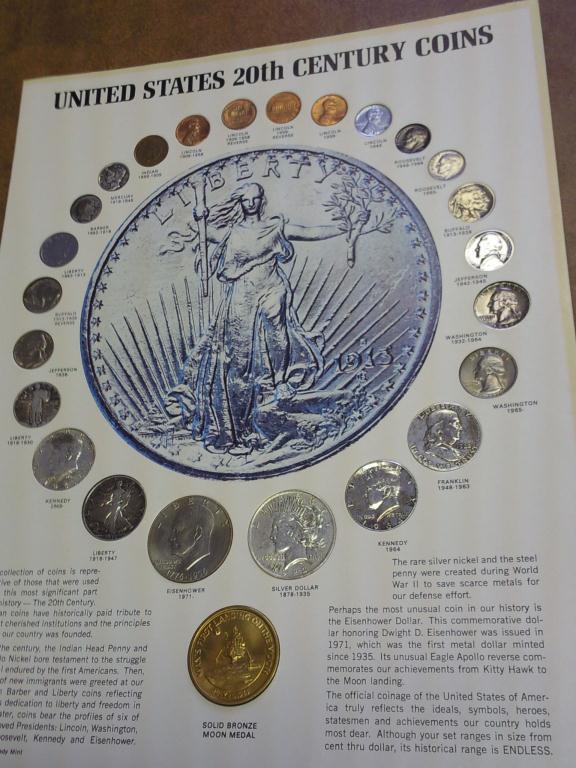 UNITED STATES 20th CENTURY COINS
LIBERTY
1913
LINCOLN
REVERSE
LINCOLN
REVERSE
LINCOLN
LINCOLN
LINCOLN
INDIAN
MERCURY
BARBER
LIBERTY
BUFFALO
REVERSE
JEFFERSON
1938
LIBERTY
KENNEDY
LIBERTY
EISENHOWER
1971-
SILVER DOLLAR
1878-1935
KENNEDY
1964
FRANKLIN
1948-1963
WASHINGTON
1965-
WASHINGTON
1932-1964
JEFFERSON
1942-1945
BUFFALO
ROOSEVELT
ROOSEVELT
MAN'S FIRST LANDING ON THE MOON
SOLID BRONZE
MOON MEDAL
collection of coins is repre-
of those that were used
this most significant part
The 20th Century.
coins have historically paid tribute to
cherished institutions and the principles
our country was founded.
the century, the Indian Head Penny and
Nickel bore testament to the struggle
endured by the first Americans. Then,
of new immigrants were greeted at our
Barber and Liberty coins reflecting
dedication to liberty and freedom in
coins bear the profiles of six of
Presidents: Lincoln, Washington,
Kennedy and Eisenhower.
Mint
The rare silver nickel and the steel
penny were created during World
War II to save scarce metals for
our defense effort.
Perhaps the most unusual coin in our history is
the Eisenhower Dollar. This commemorative dol-
lar honoring Dwight D. Eisenhower was issued in
1971, which was the first metal dollar minted
since 1935. Its unusual Eagle Apollo reverse com-
memorates our achievements from Kitty Hawk to
the Moon landing.
The official coinage of the United States of Amer-
ica truly reflects the ideals, symbols, heroes,
statesmen and achievements our country holds
most dear. Although your set ranges in size from
cent thru dollar, its historical range is ENDLESS.